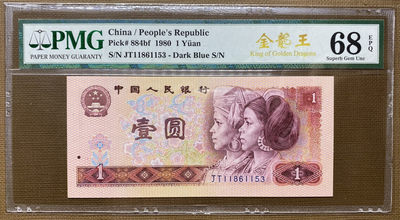 PMG
PAPER MONEY GUARANTY
China / People's Republic
Pick# 884bf 1980 1 Yüan
S/N JT11861153 - Dark Blue S/N
金龍王
King of Golden Dragons
68 EPQ
Superb Gem Unc
中国人民银行
1
壹圆
1
JT11861153
1